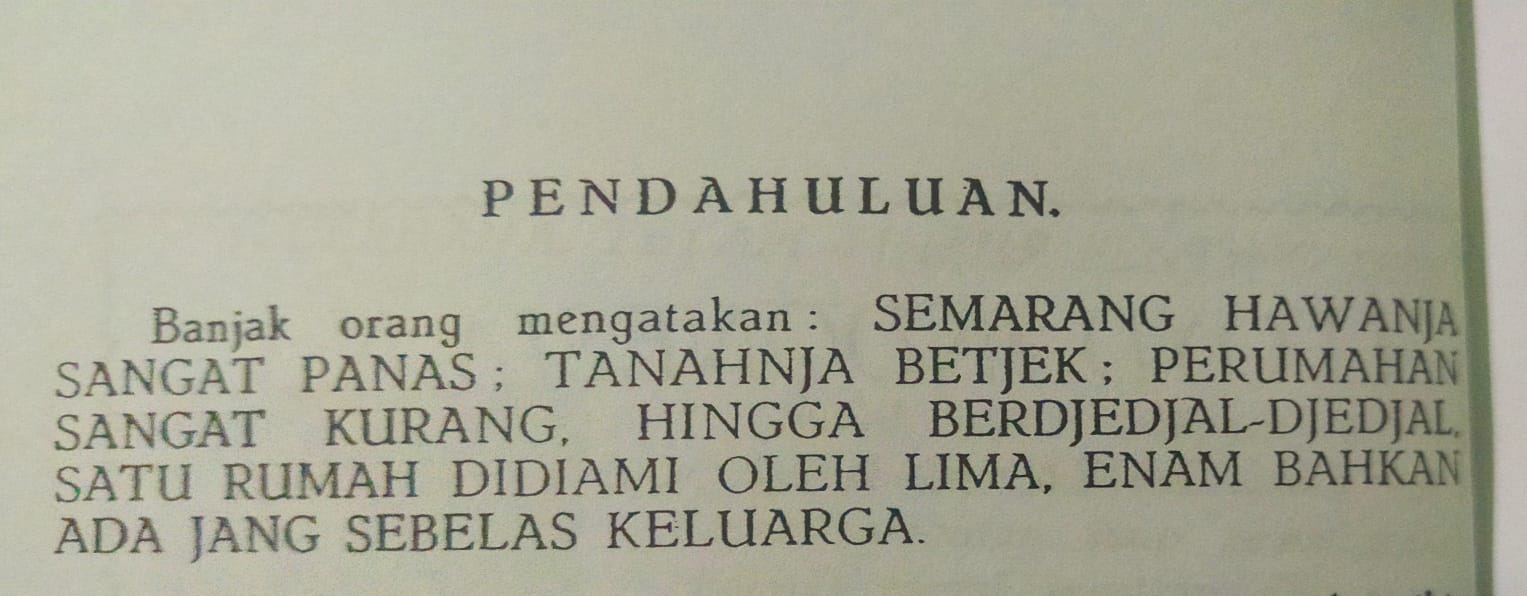 PENDAHULUAN.
Banjak orang mengatakan : SEMARANG HAWANJA
SANGAT PANAS ; TANAHNJA BETJEK ; PERUMAHAN
SANGAT KURANG, HINGGA BERDJEDJAL-DJEDJAL,
SATU RUMAH DIDIAMI OLEH LIMA, ENAM BAHKAN
ADA JANG SEBELAS KELUARGA.